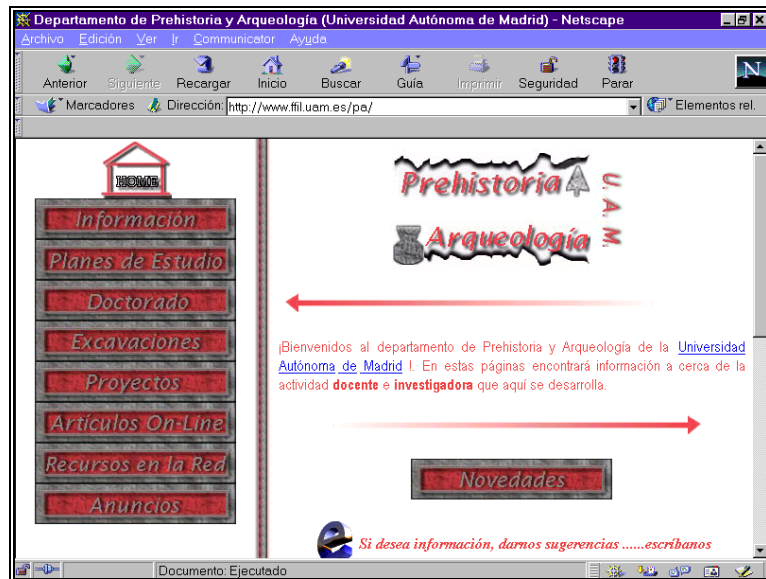 Departamento de Prehistoria y Arqueología (Universidad Autónoma de Madrid) - Netscape
Archivo Edición Ver Ir Communicator Ayuda
Anterior Siguiente Recargar Inicio Buscar Guía Imprimir Seguridad Parar
N
Marcadores Dirección: http://www.ffil.uam.es/pa/ Elementos rel.
HOME
Información
Planes de Estudio
Doctorado
Excavaciones
Proyectos
Artículos On-Line
Recursos en la Red
Anuncios
Prehistoria
Arqueología
U. A. M.
¡Bienvenidos al departamento de Prehistoria y Arqueología de la Universidad
Autónoma de Madrid !. En estas páginas encontrará información a cerca de la
actividad docente e investigadora que aquí se desarrolla.
Novedades
Si desea información, darnos sugerencias ......escríbanos
Documento: Ejecutado